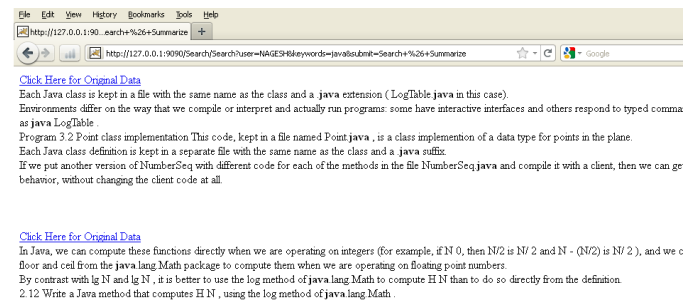 File Edit View History Bookmarks Tools Help
http://127.0.0.1:90...earch+%26+Summarize +
http://127.0.0.1:9090/Search/Search?user=NAGESH&keywords=java&submit=Search+%26+Summarize Google
Click Here for Original Data
Each Java class is kept in a file with the same name as the class and a .java extension ( LogTable.java in this case).
Environments differ on the way that we compile or interpret and actually run programs: some have interactive interfaces and others respond to typed comma
as java LogTable .
Program 3.2 Point class implementation This code, kept in a file named Point.java , is a class implemention of a data type for points in the plane.
Each Java class definition is kept in a separate file with the same name as the class and a .java suffix.
If we put another version of NumberSeq with different code for each of the methods in the file NumberSeq.java and compile it with a client, then we can ge
behavior, without changing the client code at all.
Click Here for Original Data
In Java, we can compute these functions directly when we are operating on integers (for example, if N 0, then N/2 is N/ 2 and N - (N/2) is N/ 2 ), and we c
floor and ceil from the java.lang.Math package to compute them when we are operating on floating point numbers.
By contrast with lg N and lg N , it is better to use the log method of java.lang.Math to compute H N than to do so directly from the definition.
2.12 Write a Java method that computes H N , using the log method of java.lang.Math .